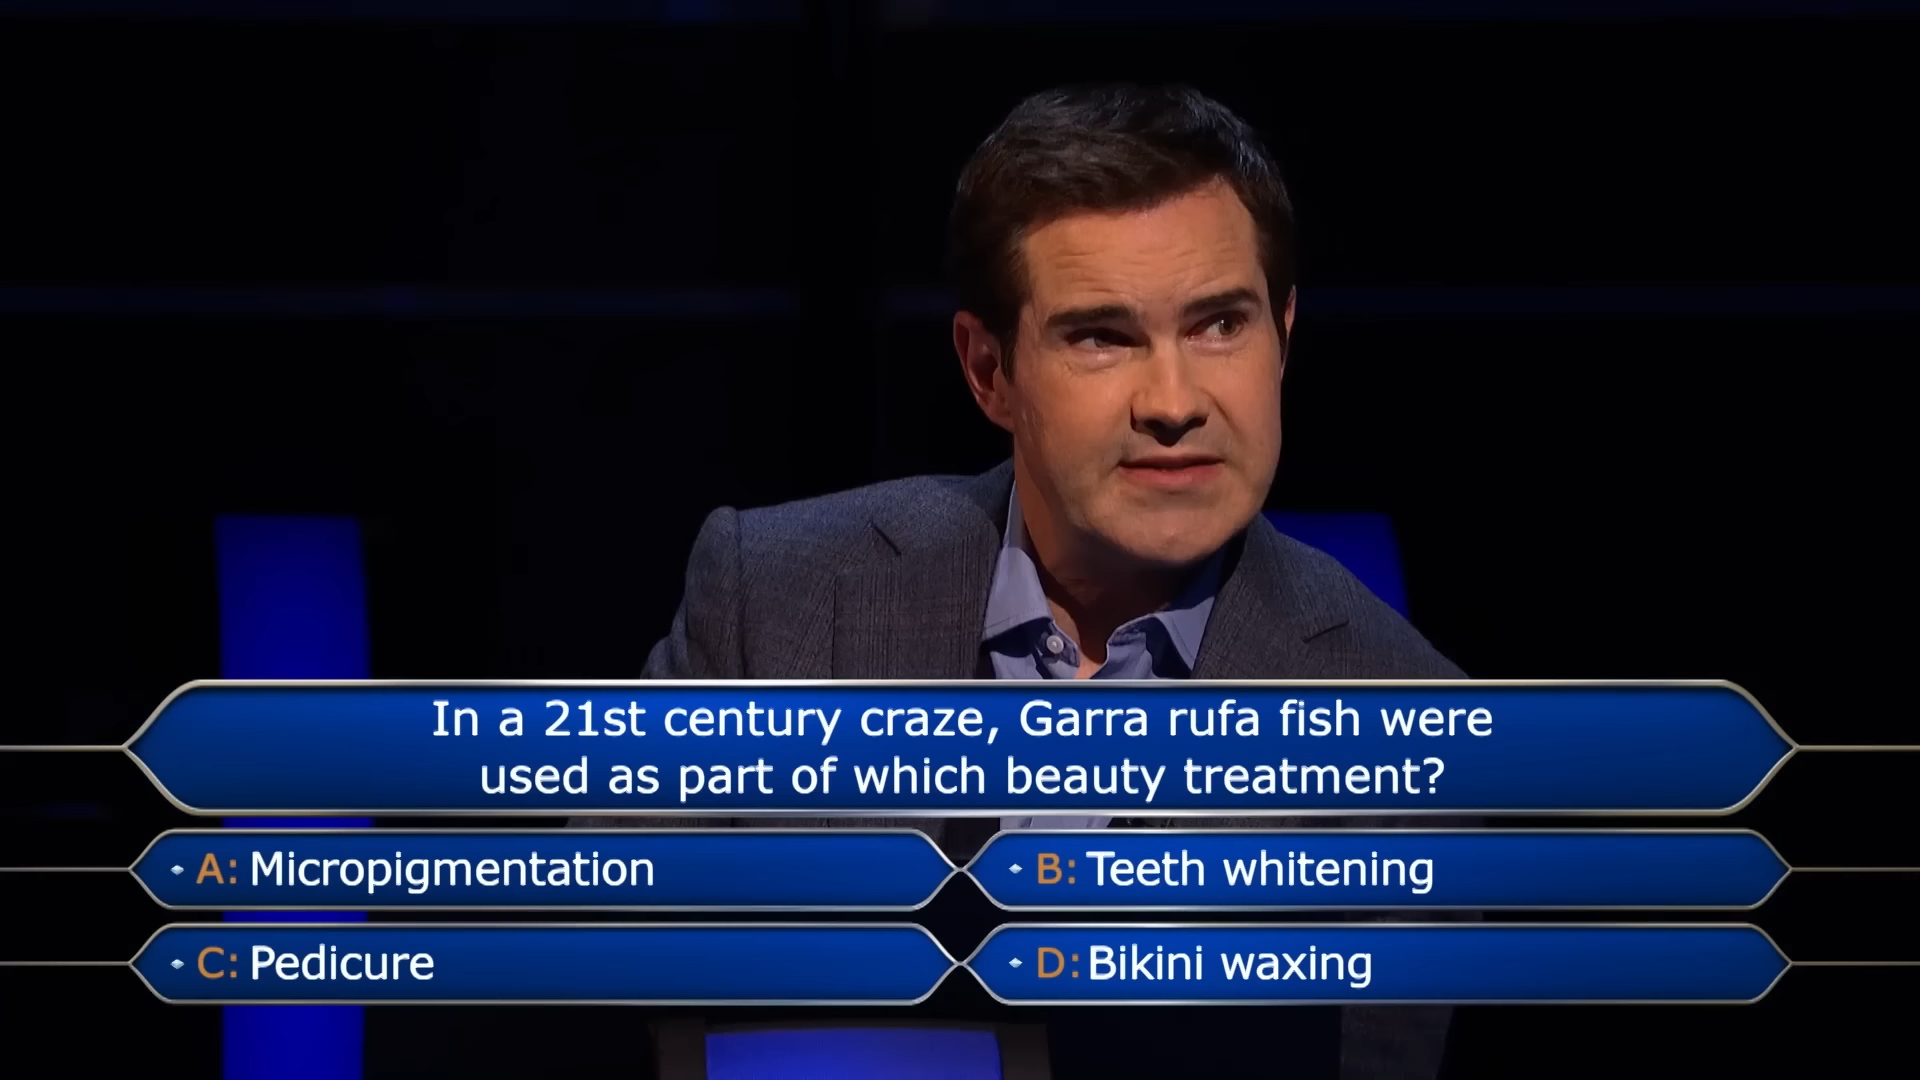 In a 21st century craze, Garra rufa fish were
used as part of which beauty treatment?
A: Micropigmentation
B: Teeth whitening
C: Pedicure
D: Bikini waxing